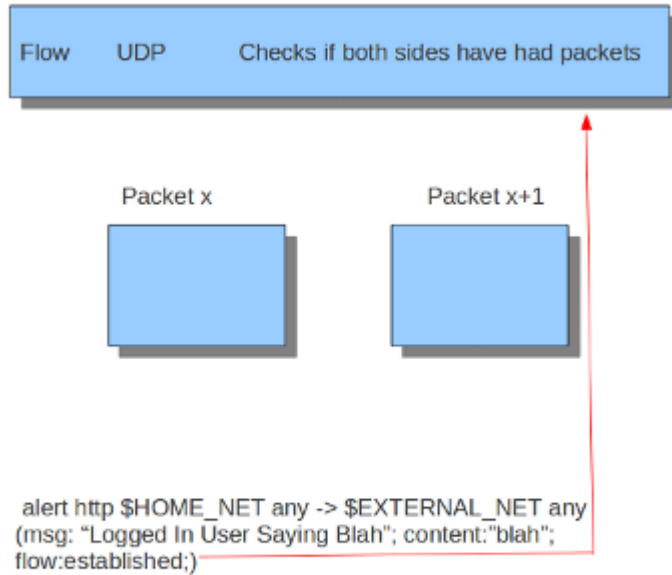 Flow UDP Checks if both sides have had packets
Packet x Packet x+1
alert http $HOME_NET any -> $EXTERNAL_NET any
(msg: “Logged In User Saying Blah"; content:"blah";
flow:established;)